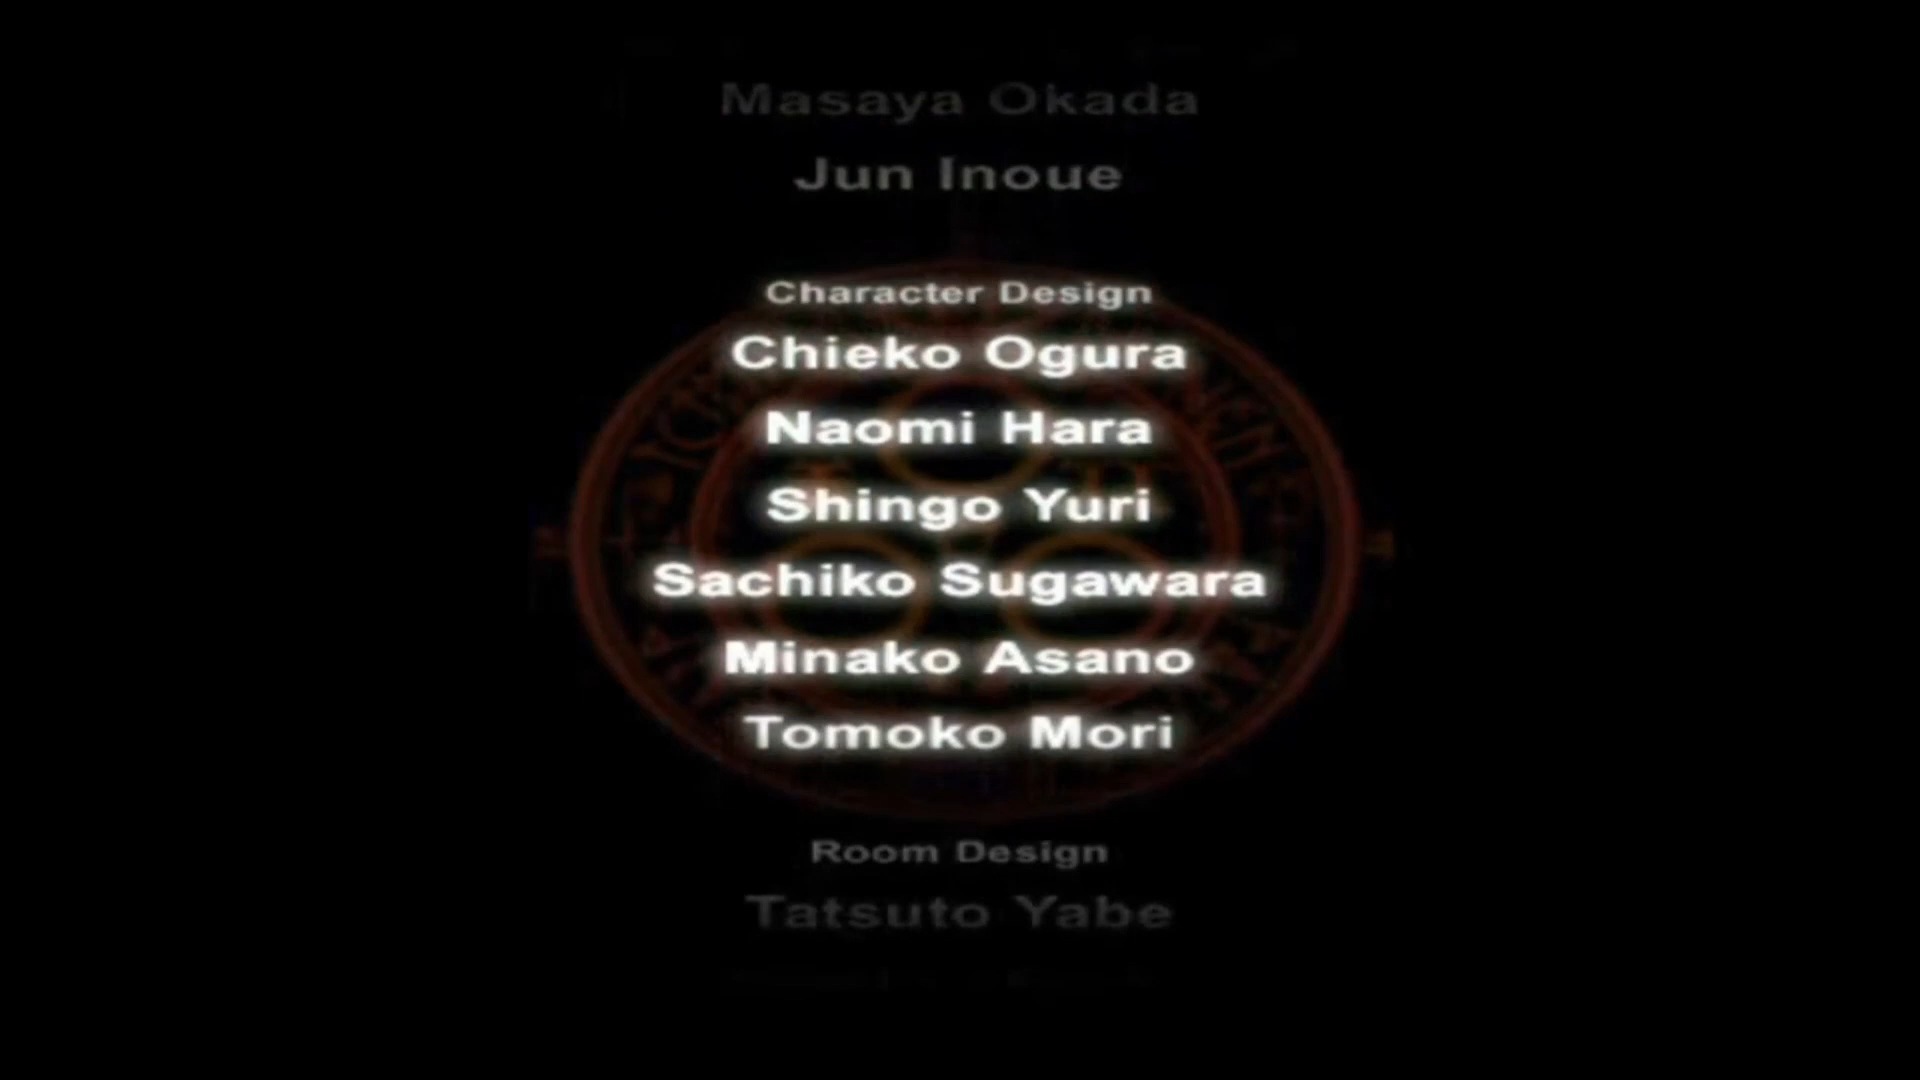 Masaya Okada
Jun Inoue
Character Design
Chieko Ogura
Naomi Hara
Shingo Yuri
Sachiko Sugawara
Minako Asano
Tomoko Mori
Room Design
Tatsuto Yabe